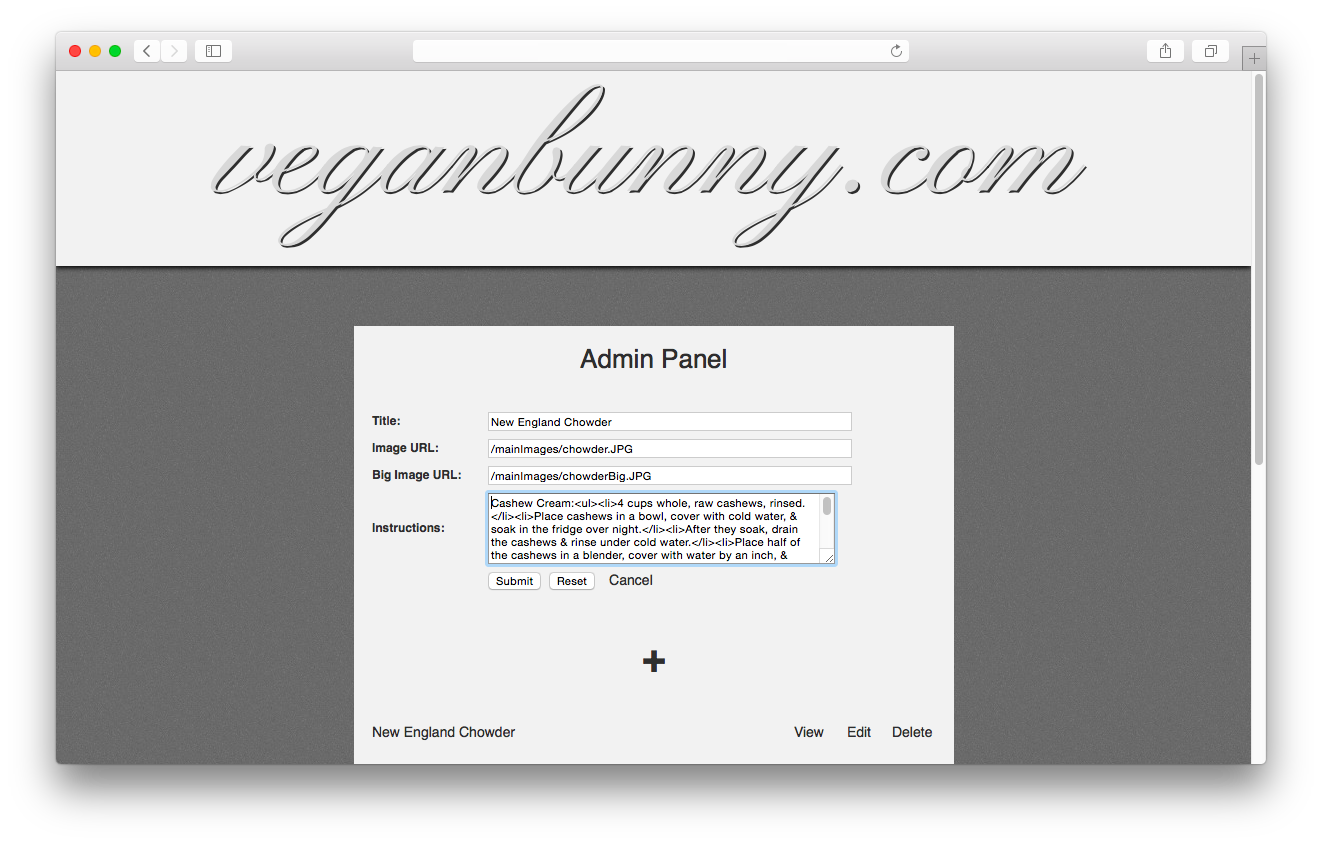 veganbunny.com
Admin Panel
Title: New England Chowder
Image URL: /mainImages/chowder.JPG
Big Image URL: /mainImages/chowderBig.JPG
Instructions:
Cashew Cream:<ul><li>4 cups whole, raw cashews, rinsed.
</li><li>Place cashews in a bowl, cover with cold water, &
soak in the fridge over night.</li><li>After they soak, drain
the cashews & rinse under cold water.</li><li>Place half of
the cashews in a blender, cover with water by an inch, &
Submit Reset Cancel
+
New England Chowder View Edit Delete